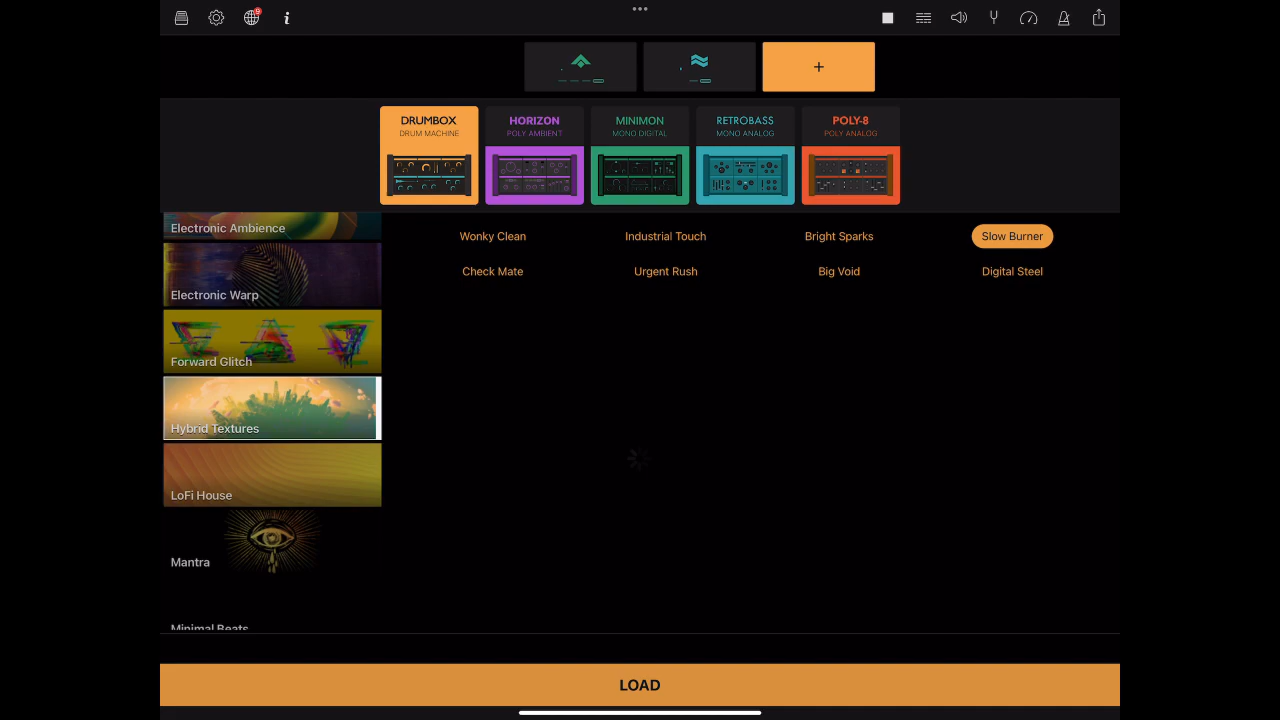 9
+
DRUMBOX
DRUM MACHINE
HORIZON
POLY AMBIENT
MINIMON
MONO DIGITAL
RETROBASS
MONO ANALOG
POLY-8
POLY ANALOG
Electronic Ambience
Electronic Warp
Forward Glitch
Hybrid Textures
LoFi House
Mantra
Minimal Beats
Wonky Clean
Industrial Touch
Bright Sparks
Slow Burner
Check Mate
Urgent Rush
Big Void
Digital Steel
LOAD